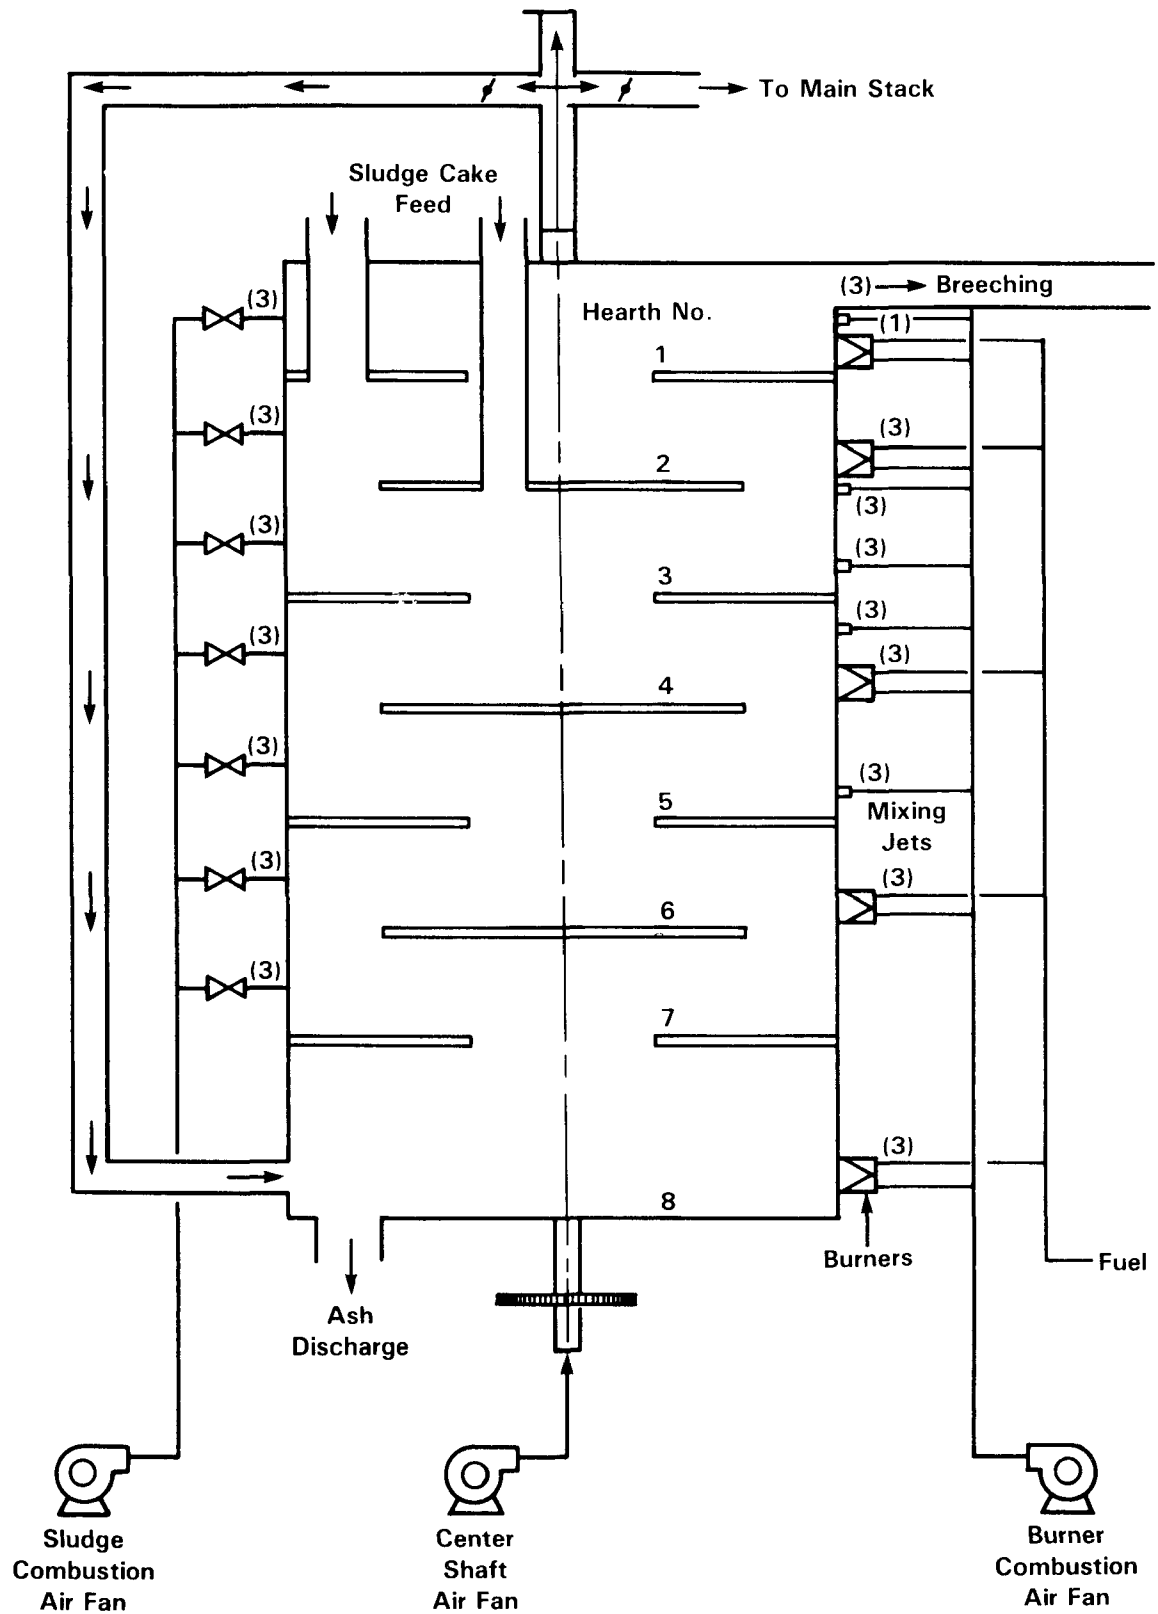 To Main Stack
Sludge Cake
Feed
(3) Breeching
(3)
Hearth No.
(1)
1
(3)
(3)
2
(3)
(3)
(3)
3
(3)
(3)
(3)
4
(3)
(3)
5
Mixing
Jets
(3)
(3)
6
(3)
7
(3)
8
Burners
Fuel
Ash
Discharge
Sludge
Combustion
Air Fan
Center
Shaft
Air Fan
Burner
Combustion
Air Fan